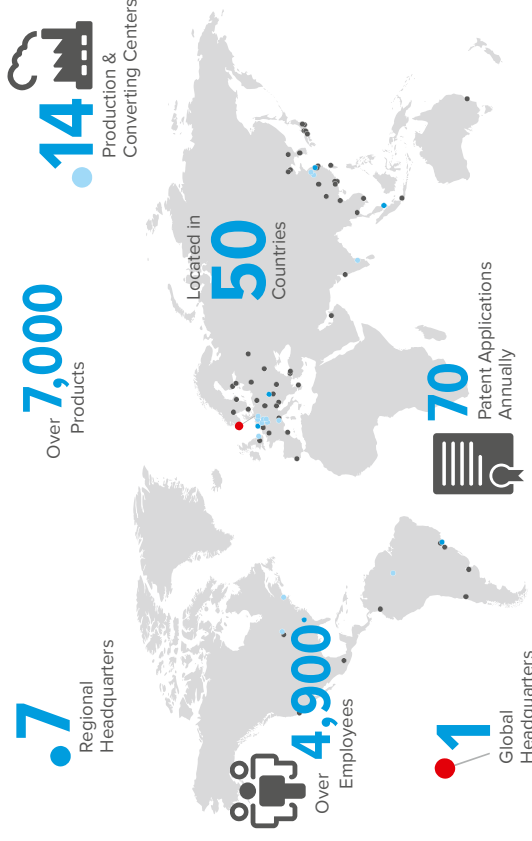 7
Regional
Headquarters
Over 7,000
Products
14
Production &
Converting Centers
Located in
50
Countries
Over 4,900
Employees
1
Global
Headquarters
70
Patent Applications
Annually